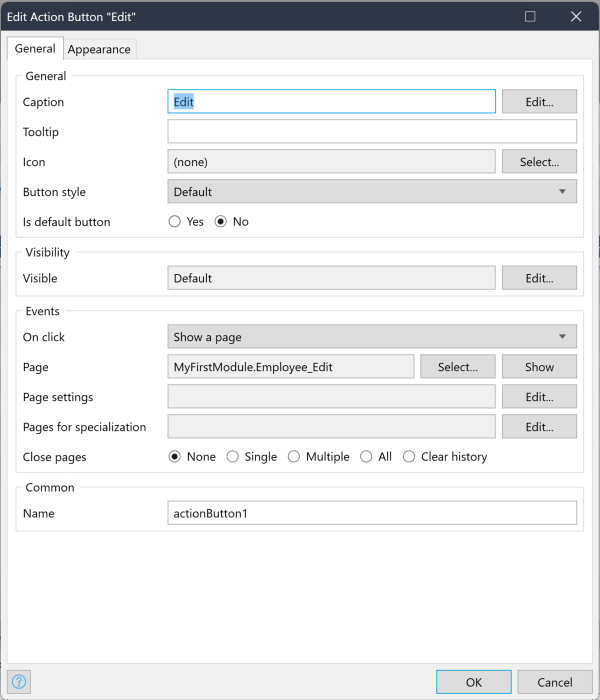 Edit Action Button "Edit"
General Appearance
General
Caption Edit Edit...
Tooltip
Icon (none) Select...
Button style Default
Is default button Yes No
Visibility
Visible Default Edit...
Events
On click Show a page
Page MyFirstModule.Employee_Edit Select... Show
Page settings Edit...
Pages for specialization Edit...
Close pages None Single Multiple All Clear history
Common
Name actionButton1
? OK Cancel